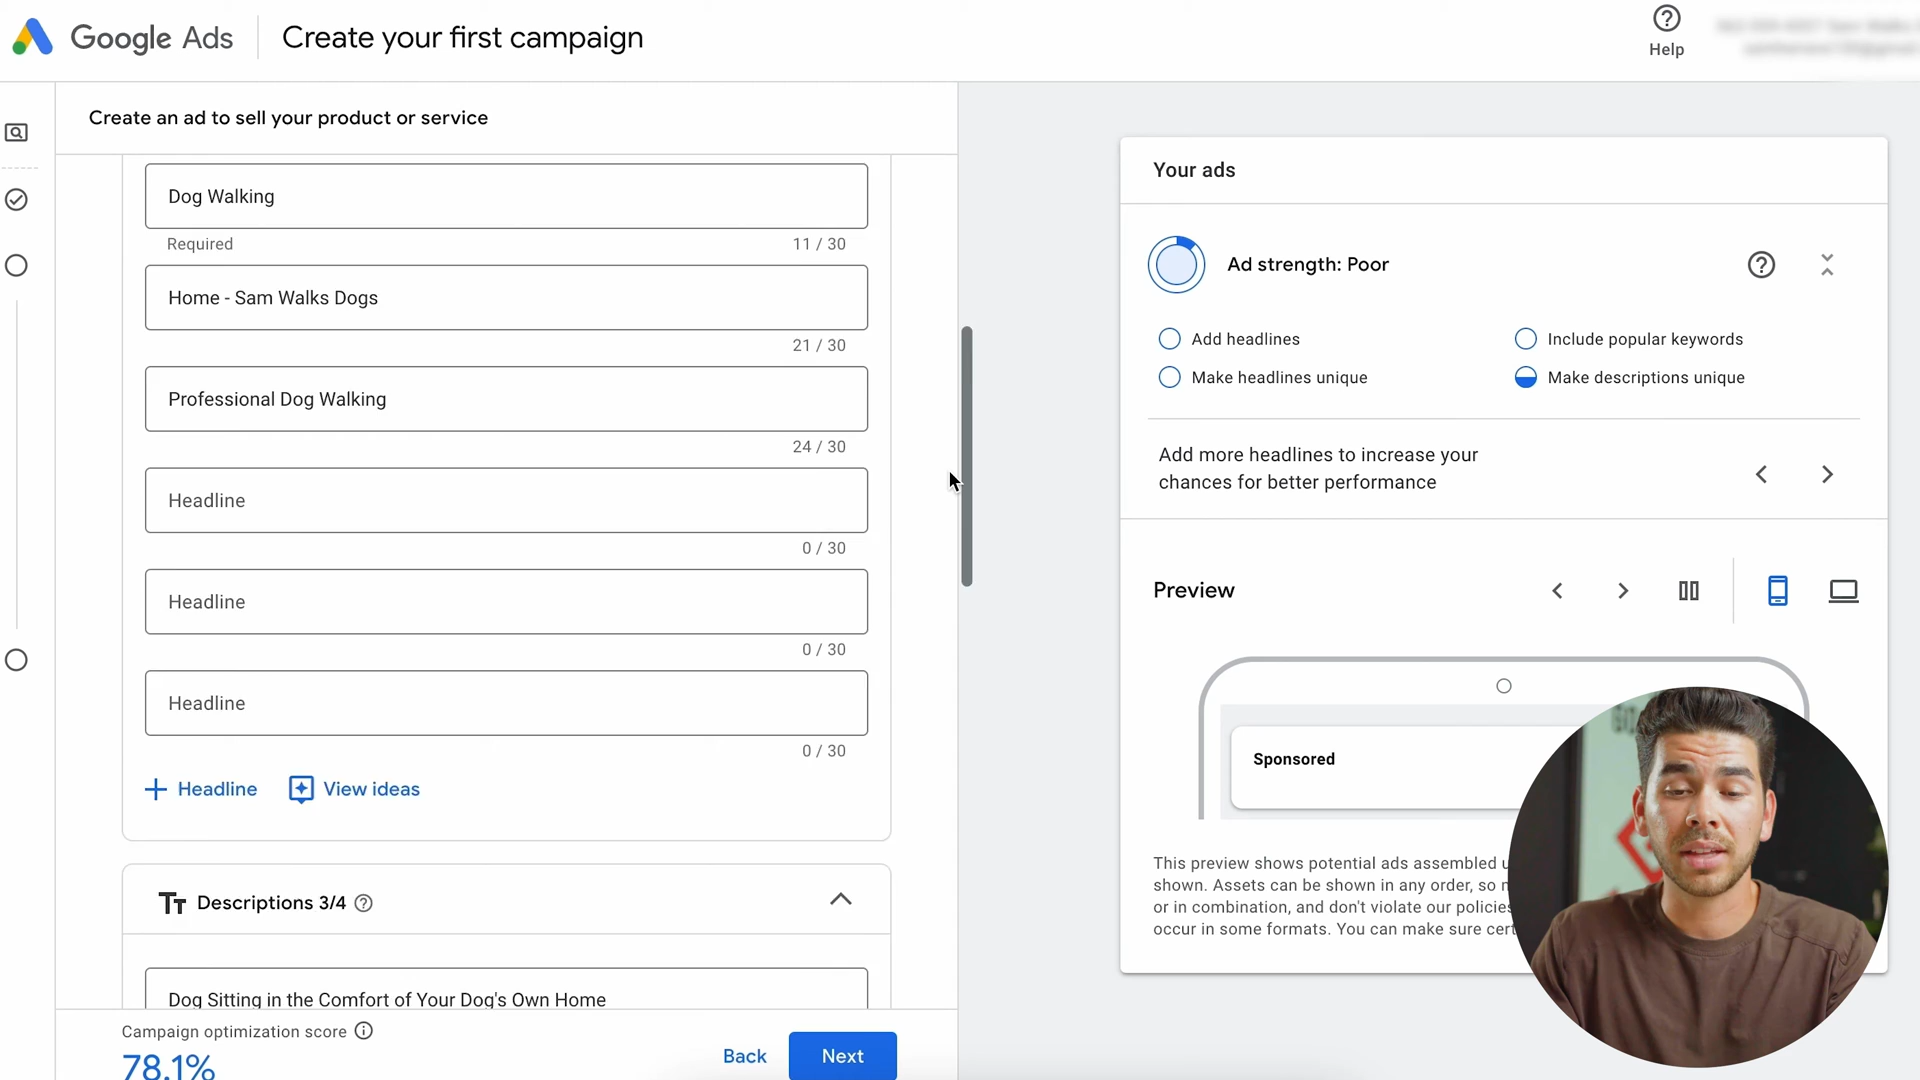 Google Ads
Create your first campaign
Help
Create an ad to sell your product or service
Dog Walking
Required
11 / 30
Home - Sam Walks Dogs
21 / 30
Professional Dog Walking
24 / 30
Headline
0 / 30
Headline
0 / 30
Headline
0 / 30
+ Headline
View ideas
Tт Descriptions 3/4
Dog Sitting in the Comfort of Your Dog's Own Home
Campaign optimization score
78.1%
Back
Next
Your ads
Ad strength: Poor
Add headlines
Include popular keywords
Make headlines unique
Make descriptions unique
Add more headlines to increase your
chances for better performance
Preview
Sponsored
This preview shows potential ads assembled
shown. Assets can be shown in any order, so
or in combination, and don't violate our policies
occur in some formats. You can make sure